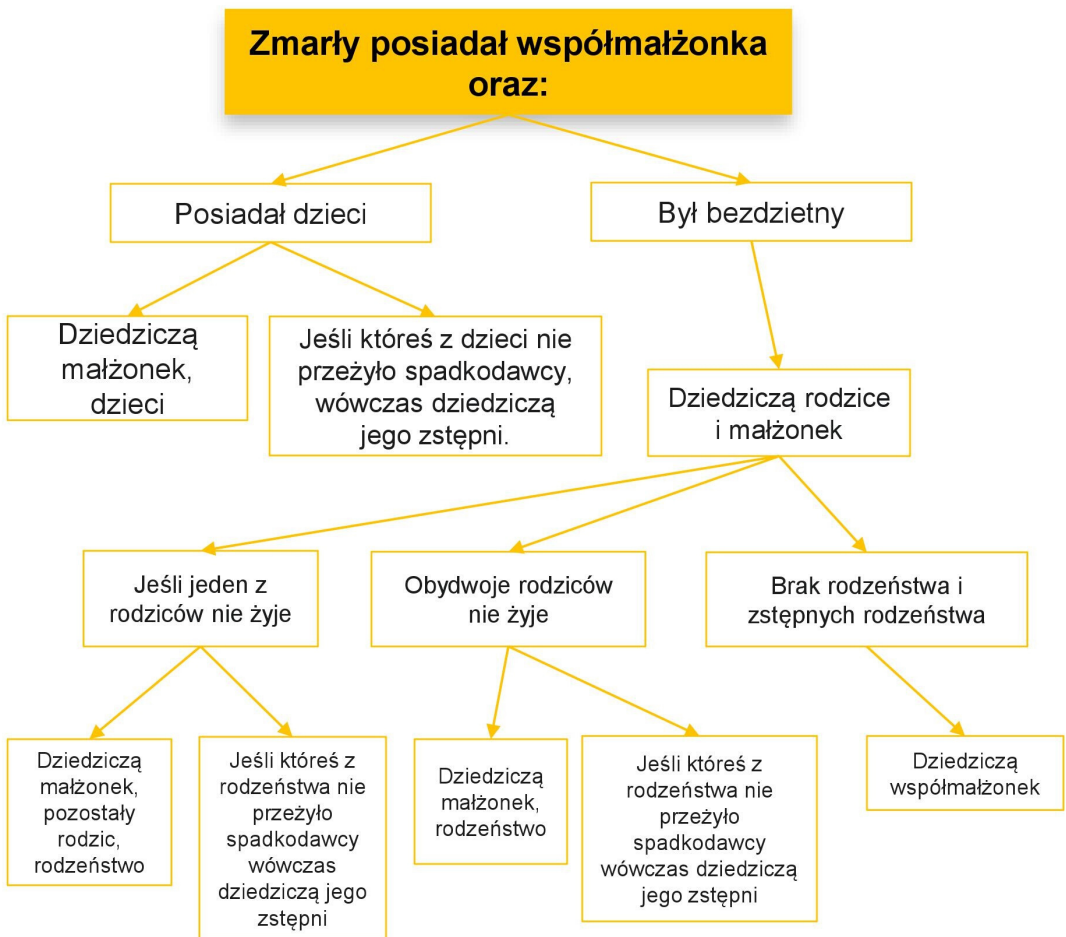 Zmarły posiadał współmałżonka
oraz:
Posiadał dzieci
Był bezdzietny
Dziedziczą
małżonek,
dzieci
Jeśli któreś z dzieci nie
przeżyło spadkodawcy,
wówczas dziedziczą
jego zstępni.
Dziedziczą rodzice
i małżonek
Jeśli jeden z
rodziców nie żyje
Obydwoje rodziców
nie żyje
Brak rodzeństwa i
zstępnych rodzeństwa
Dziedziczą
małżonek,
pozostały
rodzic,
rodzeństwo
Jeśli któreś z
rodzeństwa nie
przeżyło
spadkodawcy
wówczas
dziedziczą jego
zstępni
Dziedziczą
małżonek,
rodzeństwo
Jeśli któreś z
rodzeństwa nie
przeżyło
spadkodawcy
wówczas dziedziczą
jego zstępni
Dziedziczą
współmałżonek